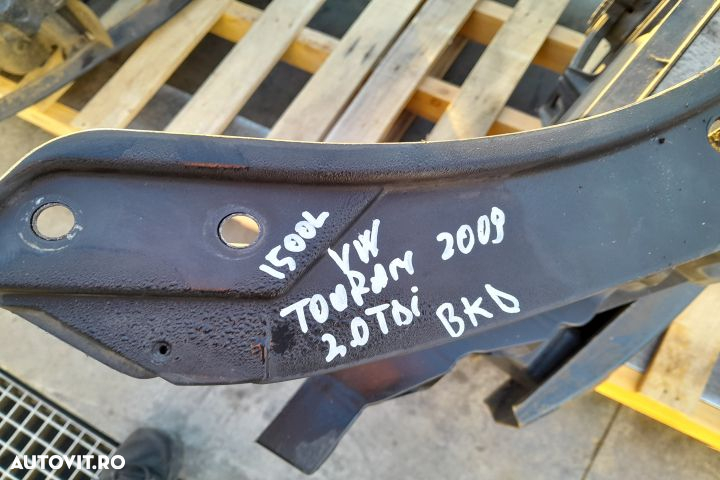 1500L
VW
TOURAN 2009
2.0TDi BKD
AUTOVIT.RO